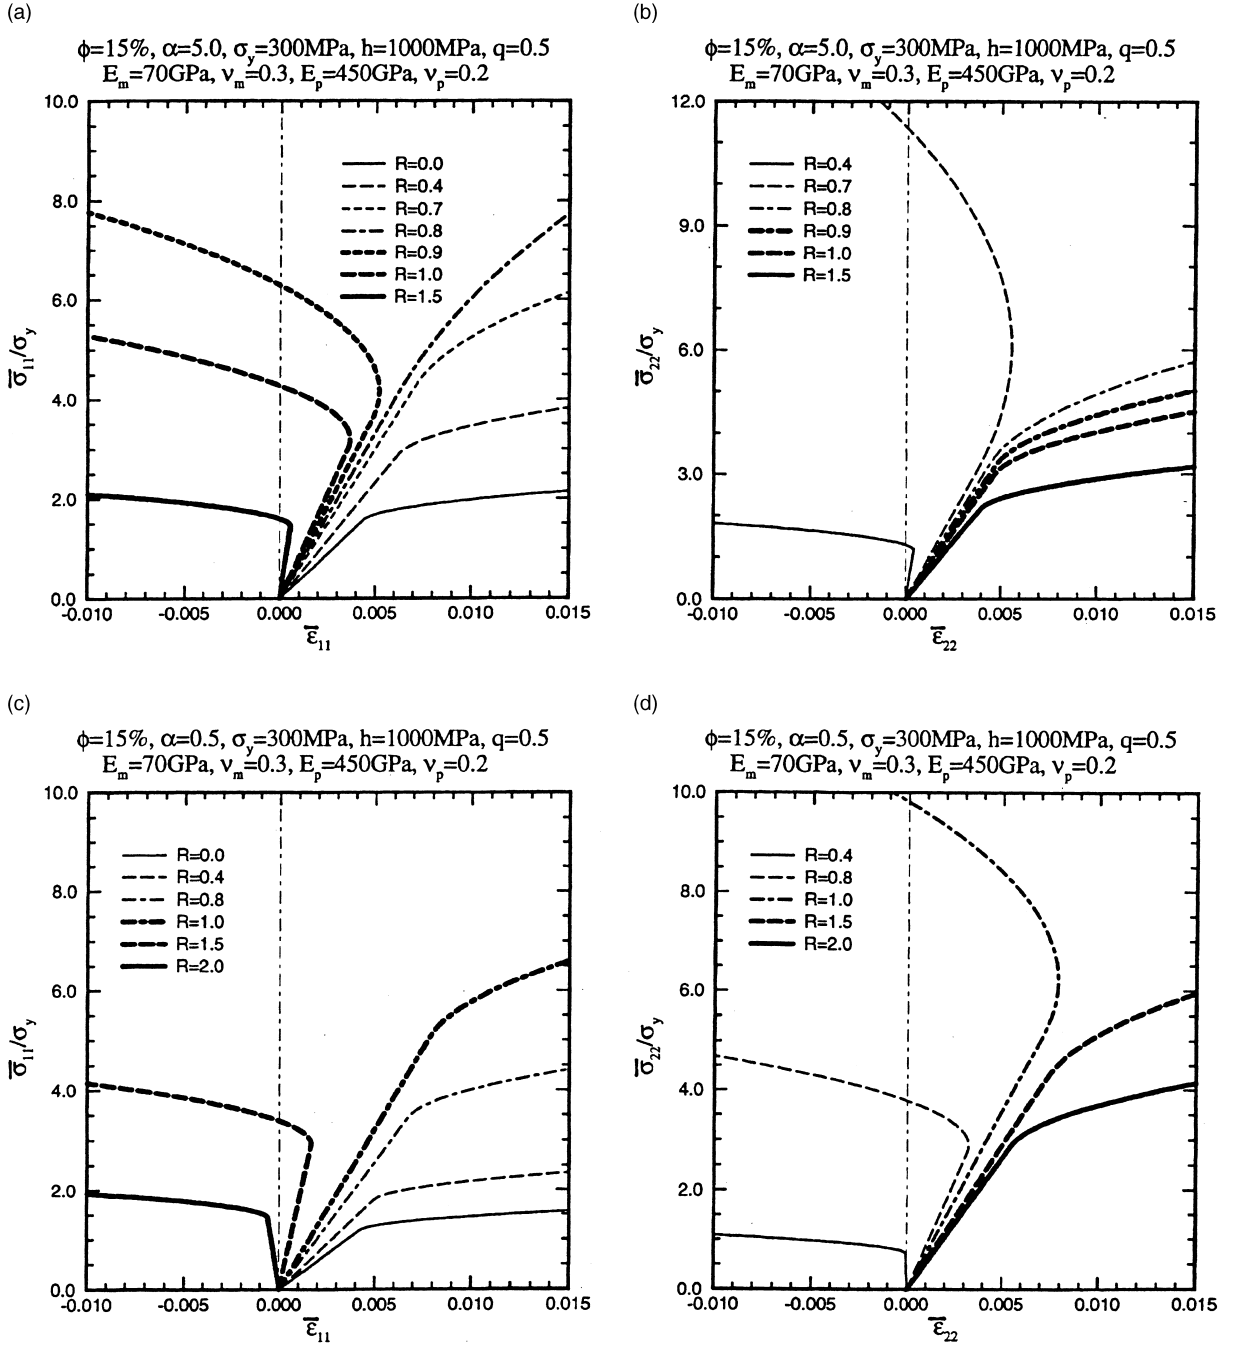 (a)
ϕ=15%, α=5.0, σy=300MPa, h=1000MPa, q=0.5
Em=70GPa, νm=0.3, Ep=450GPa, νp=0.2
10.0
8.0
6.0
4.0
2.0
0.0
σ̅11/σy
R=0.0
R=0.4
R=0.7
R=0.8
R=0.9
R=1.0
R=1.5
-0.010 -0.005 0.000 0.005 0.010 0.015
ε̅11
(b)
ϕ=15%, α=5.0, σy=300MPa, h=1000MPa, q=0.5
Em=70GPa, νm=0.3, Ep=450GPa, νp=0.2
12.0
9.0
6.0
3.0
0.0
σ̅22/σy
R=0.4
R=0.7
R=0.8
R=0.9
R=1.0
R=1.5
-0.010 -0.005 0.000 0.005 0.010 0.015
ε̅22
(c)
ϕ=15%, α=0.5, σy=300MPa, h=1000MPa, q=0.5
Em=70GPa, νm=0.3, Ep=450GPa, νp=0.2
10.0
8.0
6.0
4.0
2.0
0.0
σ̅11/σy
R=0.0
R=0.4
R=0.8
R=1.0
R=1.5
R=2.0
-0.010 -0.005 0.000 0.005 0.010 0.015
ε̅11
(d)
ϕ=15%, α=0.5, σy=300MPa, h=1000MPa, q=0.5
Em=70GPa, νm=0.3, Ep=450GPa, νp=0.2
10.0
8.0
6.0
4.0
2.0
0.0
σ̅22/σy
R=0.4
R=0.8
R=1.0
R=1.5
R=2.0
-0.010 -0.005 0.000 0.005 0.010 0.015
ε̅22